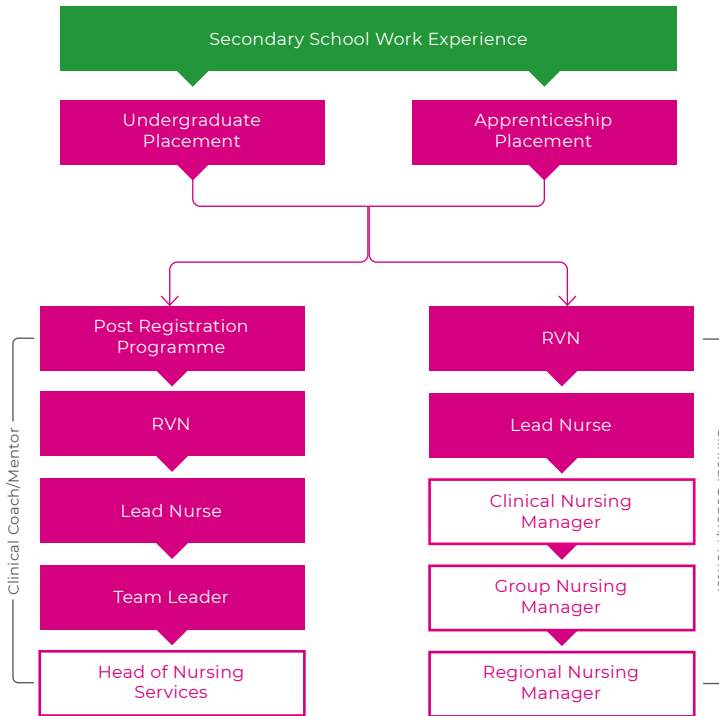 Secondary School Work Experience
Undergraduate
Placement
Apprenticeship
Placement
Post Registration
Programme
RVN
Lead Nurse
Team Leader
Head of Nursing
Services
Clinical Coach/Mentor
RVN
Lead Nurse
Clinical Nursing
Manager
Group Nursing
Manager
Regional Nursing
Manager